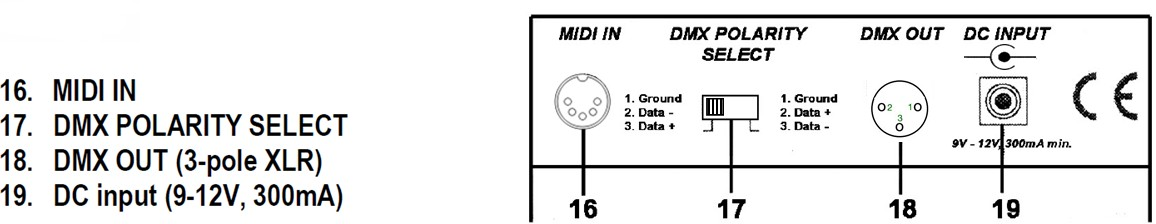 16. MIDI IN
17. DMX POLARITY SELECT
18. DMX OUT (3-pole XLR)
19. DC input (9-12V, 300mA)
MIDI IN
DMX POLARITY
SELECT
DMX OUT
DC INPUT
1. Ground
2. Data -
3. Data +
1. Ground
2. Data +
3. Data -
2 1
3
9V - 12V, 300mA min.
CE
16 17 18 19